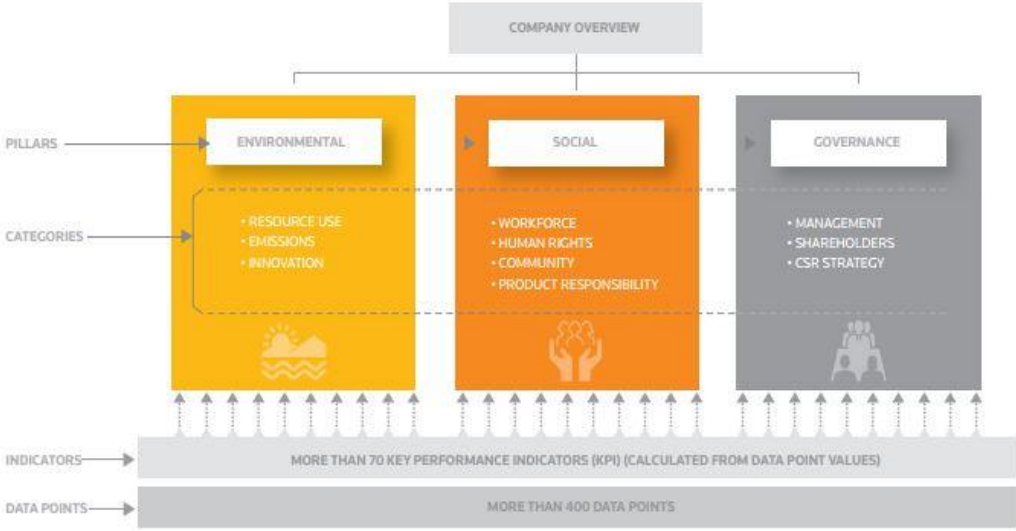 COMPANY OVERVIEW
PILLARS
ENVIRONMENTAL
SOCIAL
GOVERNANCE
CATEGORIES
• RESOURCE USE
• EMISSIONS
• INNOVATION
• WORKFORCE
• HUMAN RIGHTS
• COMMUNITY
• PRODUCT RESPONSIBILITY
• MANAGEMENT
• SHAREHOLDERS
• CSR STRATEGY
INDICATORS
MORE THAN 70 KEY PERFORMANCE INDICATORS (KPI) (CALCULATED FROM DATA POINT VALUES)
DATA POINTS
MORE THAN 400 DATA POINTS